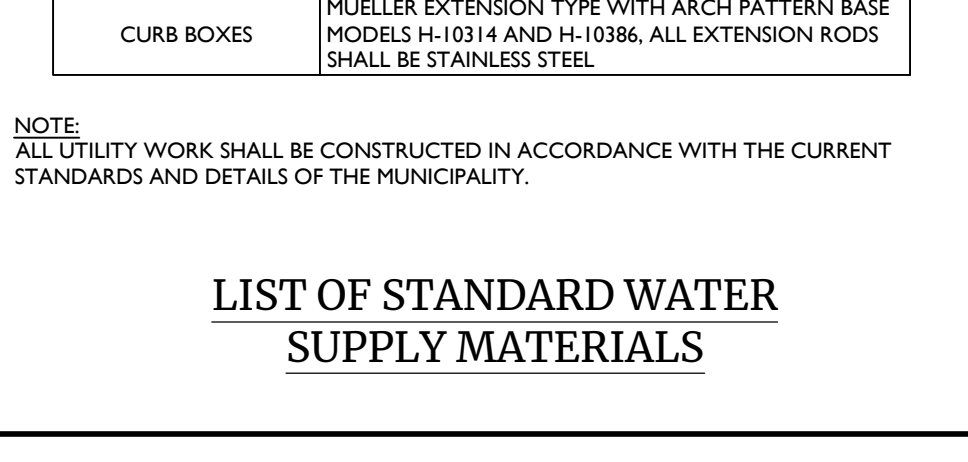 MUELLER EXTENSION TYPE WITH ARCH PATTERN BASE
CURB BOXES MODELS H-10314 AND H-10386, ALL EXTENSION RODS
SHALL BE STAINLESS STEEL
NOTE:
ALL UTILITY WORK SHALL BE CONSTRUCTED IN ACCORDANCE WITH THE CURRENT
STANDARDS AND DETAILS OF THE MUNICIPALITY.
LIST OF STANDARD WATER
SUPPLY MATERIALS